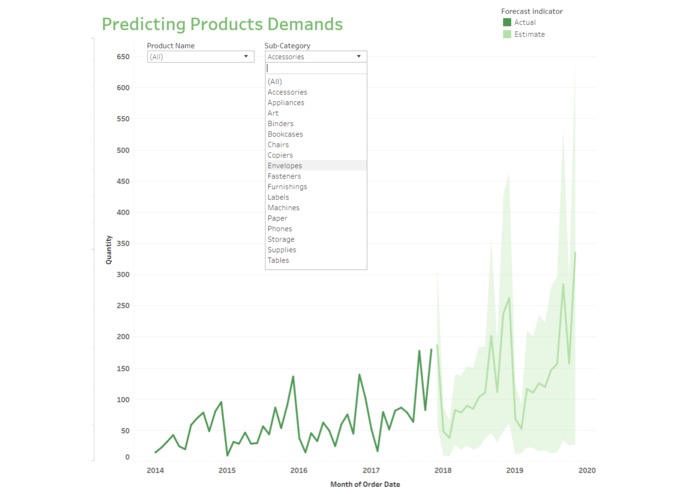 Predicting Products Demands
Forecast Indicator
Actual
Estimate
Product Name
(All)
Sub-Category
Accessories
(All)
Accessories
Appliances
Art
Binders
Bookcases
Chairs
Copiers
Envelopes
Fasteners
Furnishings
Labels
Machines
Paper
Phones
Storage
Supplies
Tables
650
600
550
500
450
400
350
300
250
200
150
100
50
0
Quantity
2014 2015 2016 2017 2018 2019 2020
Month of Order Date